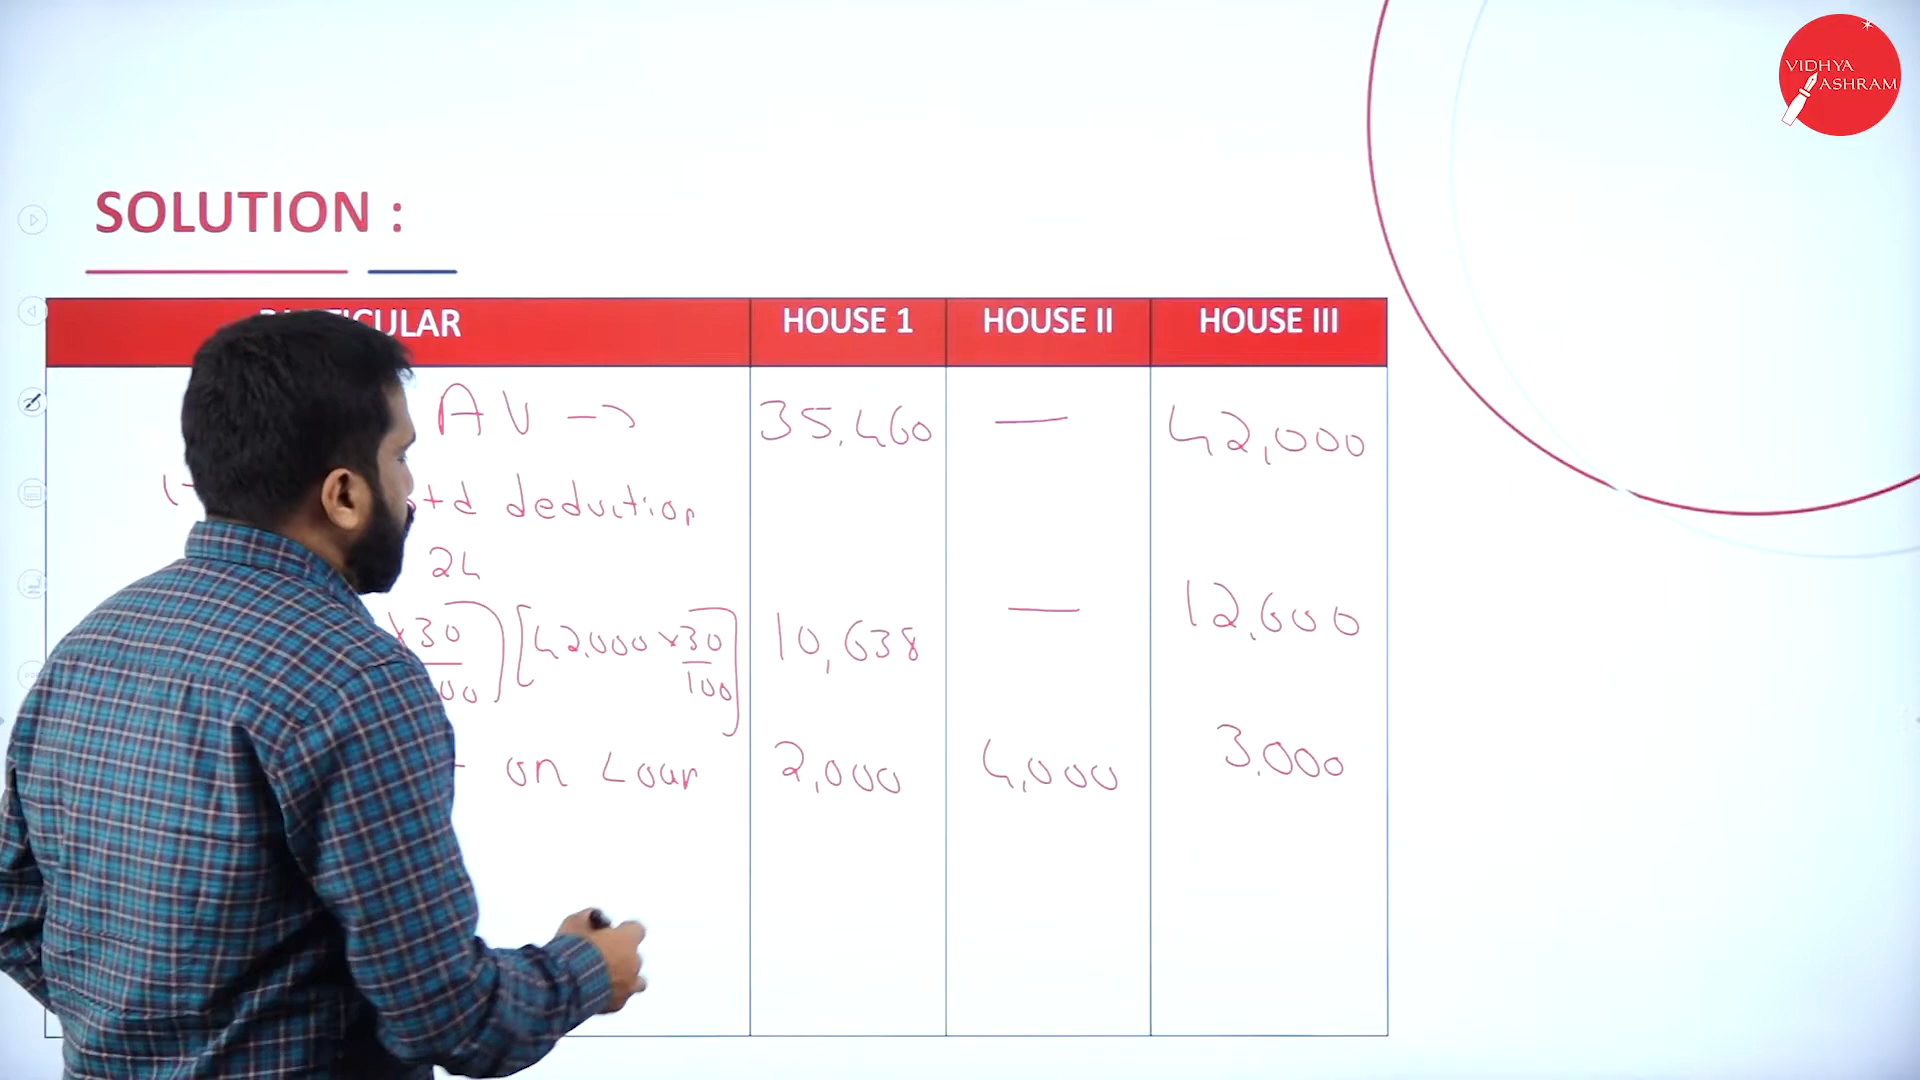 VIDHYA
ASHRAM
SOLUTION :
PARTICULAR HOUSE 1 HOUSE II HOUSE III
AV → 35,460 — 42,000
std deduction
24
×30 [42,000 ×30 10,638 — 12,600
100 100]
on Loan 2,000 4,000 3,000